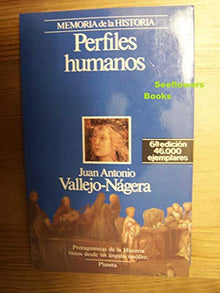 MEMORIA de la HISTORIA
Perfiles
humanos
Seeflowers
Books
6ª edición
46.000
ejemplares
Juan Antonio
Vallejo-Nágera
Protagonistas de la Historia
vistos desde un ángulo insólito.
Planeta